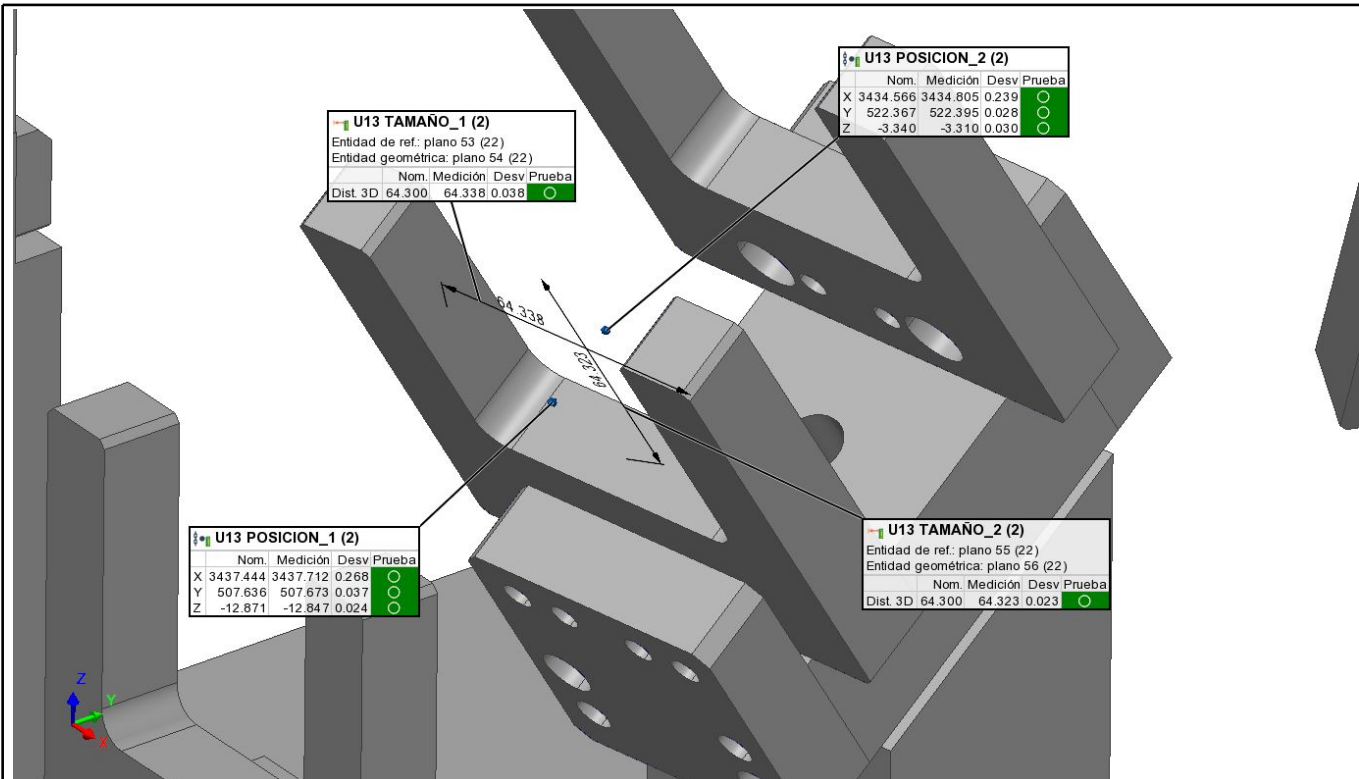 U13 POSICION_2 (2)
Nom. Medición Desv Prueba
X 3434.566 3434.805 0.239
Y 522.367 522.395 0.028
Z -3.340 -3.310 0.030
U13 TAMAÑO_1 (2)
Entidad de ref.: plano 53 (22)
Entidad geométrica: plano 54 (22)
Nom. Medición Desv Prueba
Dist. 3D 64.300 64.338 0.038
64.338
64.323
U13 POSICION_1 (2)
Nom. Medición Desv Prueba
X 3437.444 3437.712 0.268
Y 507.636 507.673 0.037
Z -12.871 -12.847 0.024
U13 TAMAÑO_2 (2)
Entidad de ref.: plano 55 (22)
Entidad geométrica: plano 56 (22)
Nom. Medición Desv Prueba
Dist. 3D 64.300 64.323 0.023
Z
Y
X